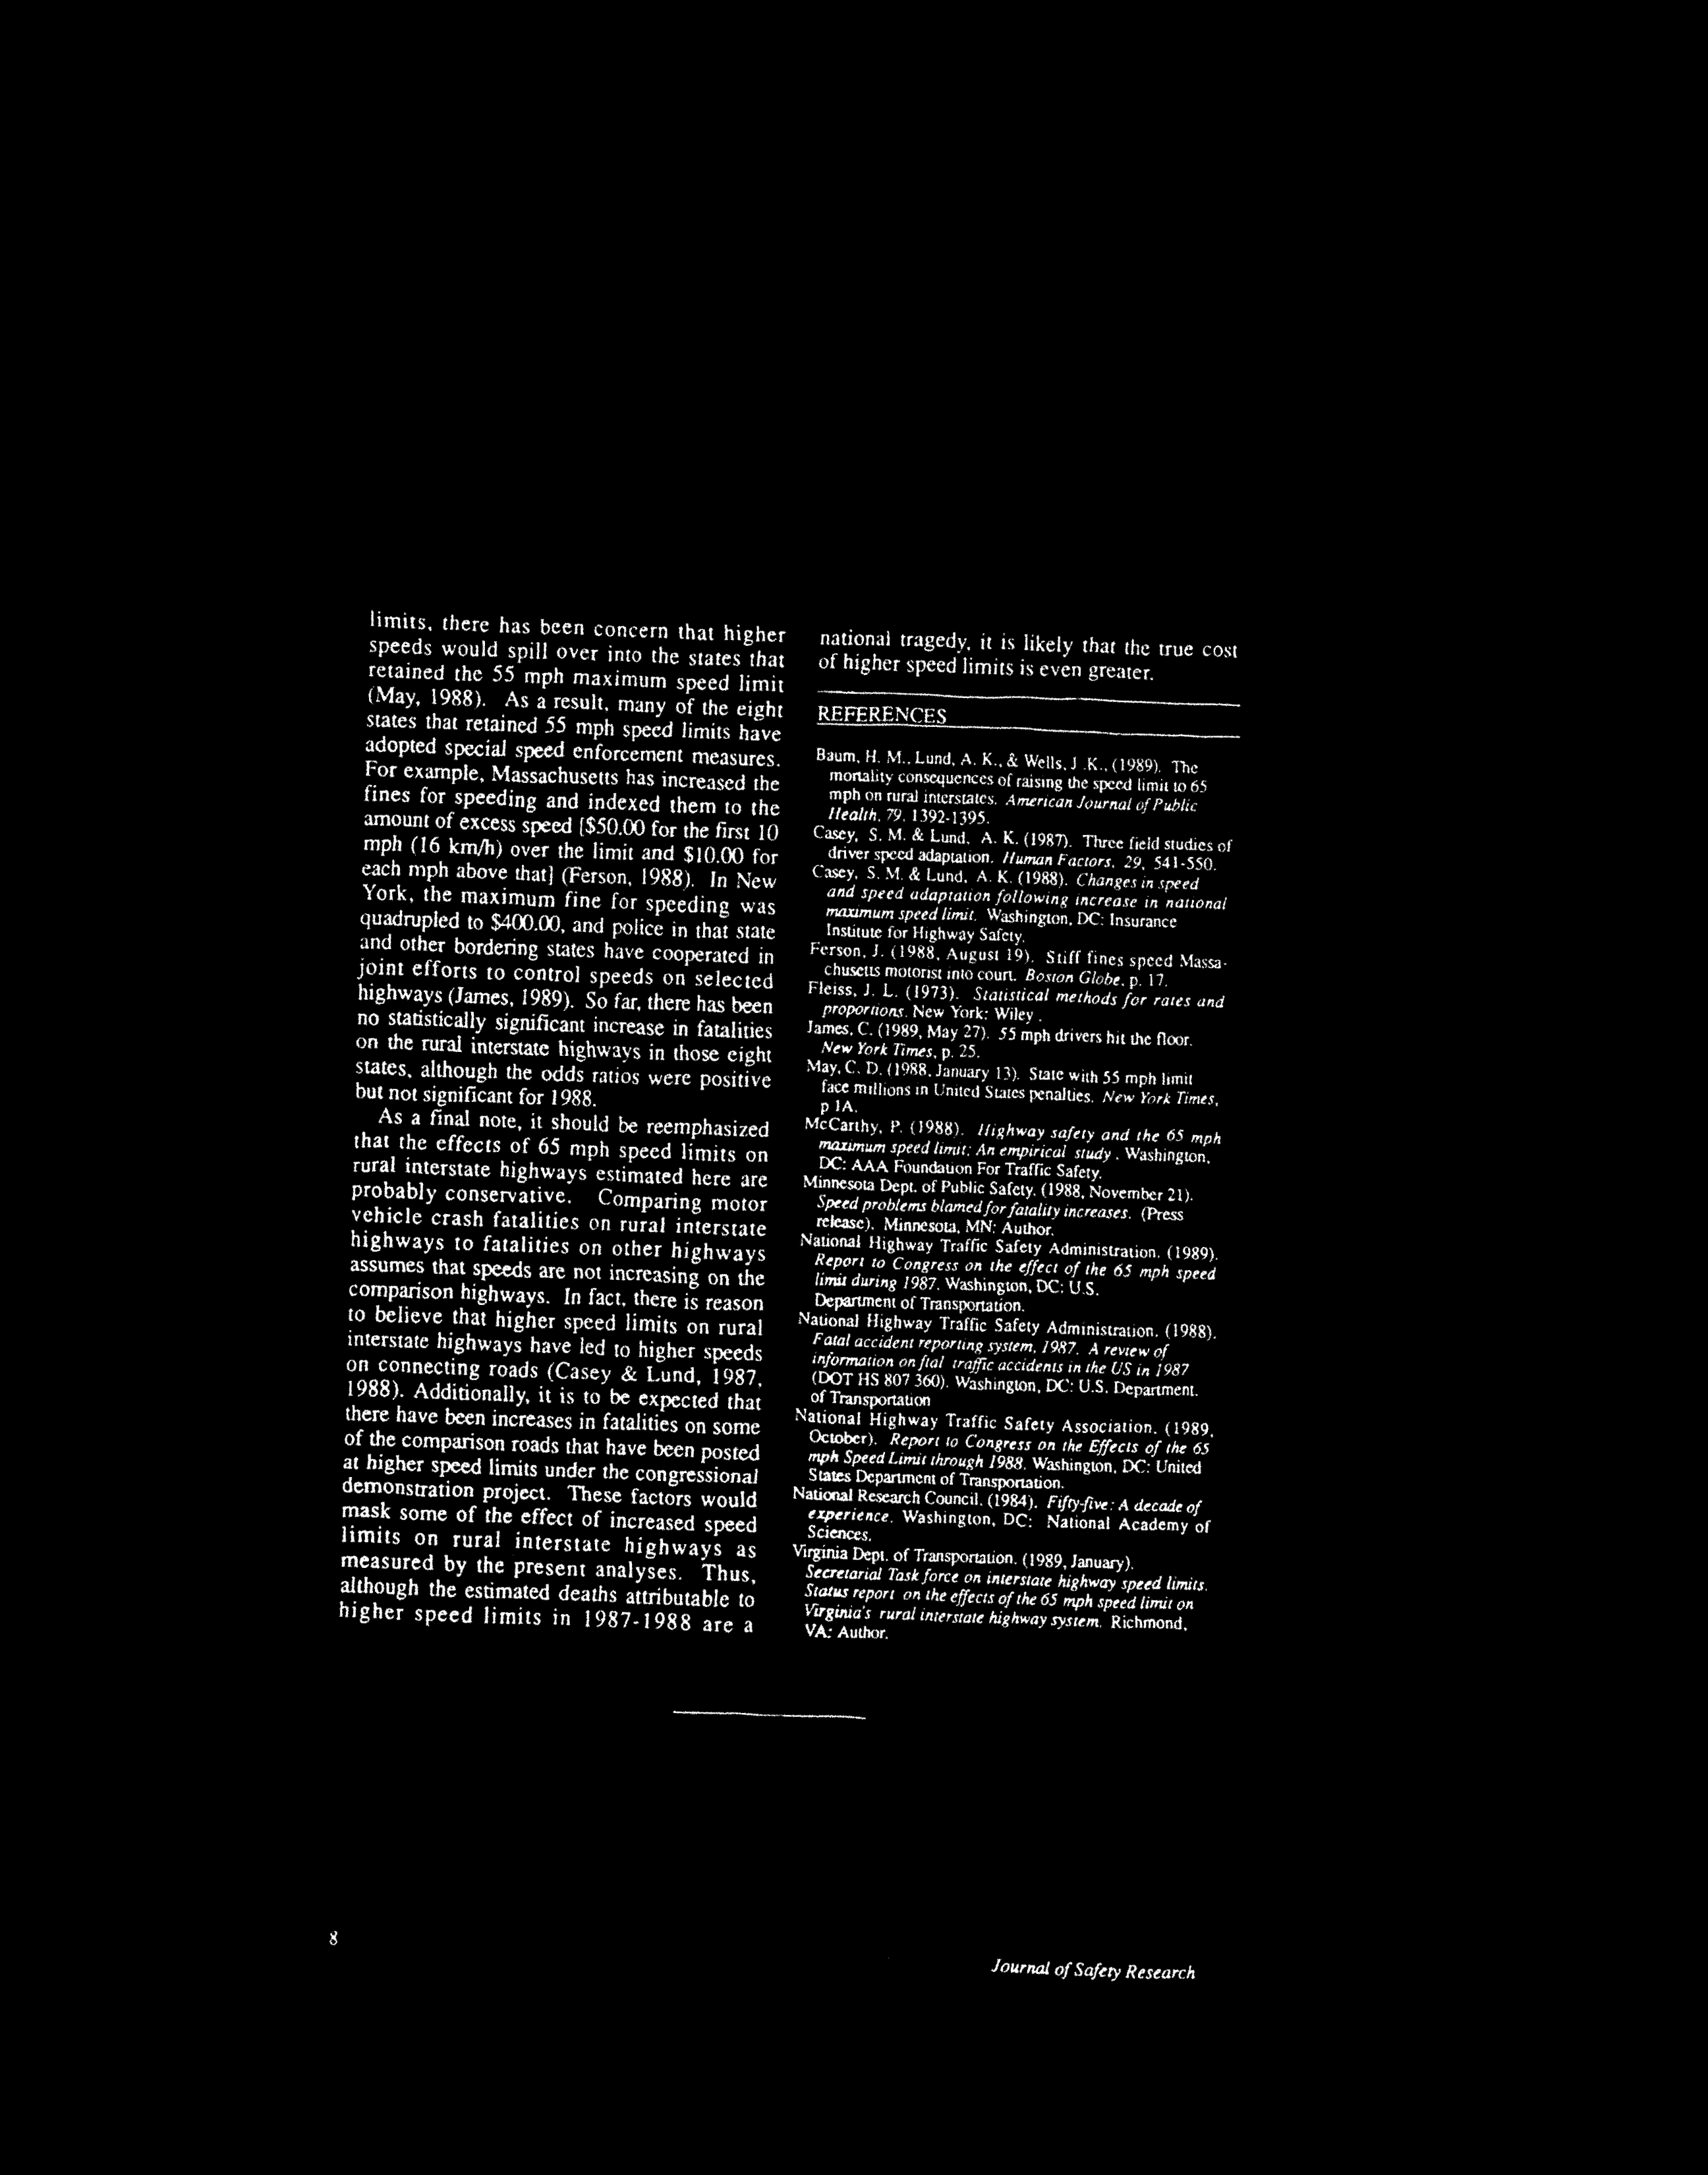 limits, there has been concern that higher
speeds would spill over into the states that
retained the 55 mph maximum speed limit
(May, 1988). As a result, many of the eight
states that retained 55 mph speed limits have
adopted special speed enforcement measures.
For example, Massachusetts has increased the
fines for speeding and indexed them to the
amount of excess speed [$50.00 for the first 10
mph (16 km/h) over the limit and $10.00 for
each mph above that] (Ferson, 1988). In New
York, the maximum fine for speeding was
quadrupled to $400.00, and police in that state
and other bordering states have cooperated in
joint efforts to control speeds on selected
highways (James, 1989). So far, there has been
no statistically significant increase in fatalities
on the rural interstate highways in those eight
states, although the odds ratios were positive
but not significant for 1988.
As a final note, it should be reemphasized
that the effects of 65 mph speed limits on
rural interstate highways estimated here are
probably conservative. Comparing motor
vehicle crash fatalities on rural interstate
highways to fatalities on other highways
assumes that speeds are not increasing on the
comparison highways. In fact, there is reason
to believe that higher speed limits on rural
interstate highways have led to higher speeds
on connecting roads (Casey & Lund, 1987,
1988). Additionally, it is to be expected that
there have been increases in fatalities on some
of the comparison roads that have been posted
at higher speed limits under the congressional
demonstration project. These factors would
mask some of the effect of increased speed
limits on rural interstate highways as
measured by the present analyses. Thus,
although the estimated deaths attributable to
higher speed limits in 1987-1988 are a
national tragedy, it is likely that the true cost
of higher speed limits is even greater.
REFERENCES
Baum, H. M., Lund, A. K., & Wells, J .K., (1989). The
mortality consequences of raising the speed limit to 65
mph on rural interstates. American Journal of Public
Health, 79, 1392-1395.
Casey, S. M. & Lund, A. K. (1987). Three field studies of
driver speed adaptation. Human Factors, 29, 541-550.
Casey, S. M. & Lund, A. K. (1988). Changes in speed
and speed adaptation following increase in national
maximum speed limit. Washington, DC: Insurance
Institute for Highway Safety.
Ferson, J. (1988, August 19). Stiff fines speed Massa-
chusetts motorist into court. Boston Globe, p. 17.
Fleiss, J. L. (1973). Statistical methods for rates and
proportions. New York: Wiley .
James, C. (1989, May 27). 55 mph drivers hit the floor.
New York Times, p. 25.
May, C. D. (1988, January 13). State with 55 mph limit
face millions in United States penalties. New York Times,
p 1A.
McCarthy, P. (1988). Highway safety and the 65 mph
maximum speed limit: An empirical study . Washington,
DC: AAA Foundation For Traffic Safety.
Minnesota Dept. of Public Safety. (1988, November 21).
Speed problems blamed for fatality increases. (Press
release). Minnesota, MN: Author.
National Highway Traffic Safety Administration. (1989).
Report to Congress on the effect of the 65 mph speed
limit during 1987. Washington, DC: U.S.
Department of Transportation.
National Highway Traffic Safety Administration. (1988).
Fatal accident reporting system, 1987. A review of
information on ftal traffic accidents in the US in 1987
(DOT HS 807 360). Washington, DC: U.S. Department.
of Transportation
National Highway Traffic Safety Association. (1989,
October). Report to Congress on the Effects of the 65
mph Speed Limit through 1988. Washington, DC: United
States Department of Transportation.
National Research Council. (1984). Fifty-five: A decade of
experience. Washington, DC: National Academy of
Sciences.
Virginia Dept. of Transportation. (1989, January).
Secretarial Task force on interstate highway speed limits.
Status report on the effects of the 65 mph speed limit on
Virginia's rural interstate highway system. Richmond,
VA: Author.
8
Journal of Safety Research